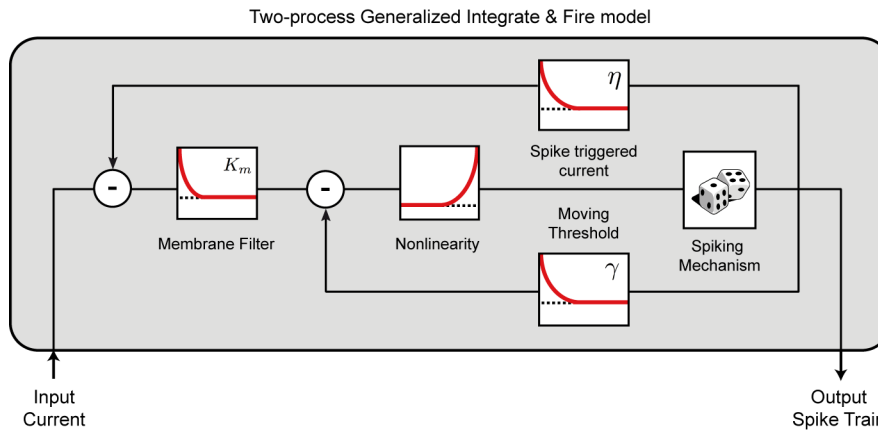 Two-process Generalized Integrate & Fire model
η
Spike triggered
current
K_m
Membrane Filter
Nonlinearity
Moving
Threshold
γ
Spiking
Mechanism
-
-
Input
Current
Output
Spike Train